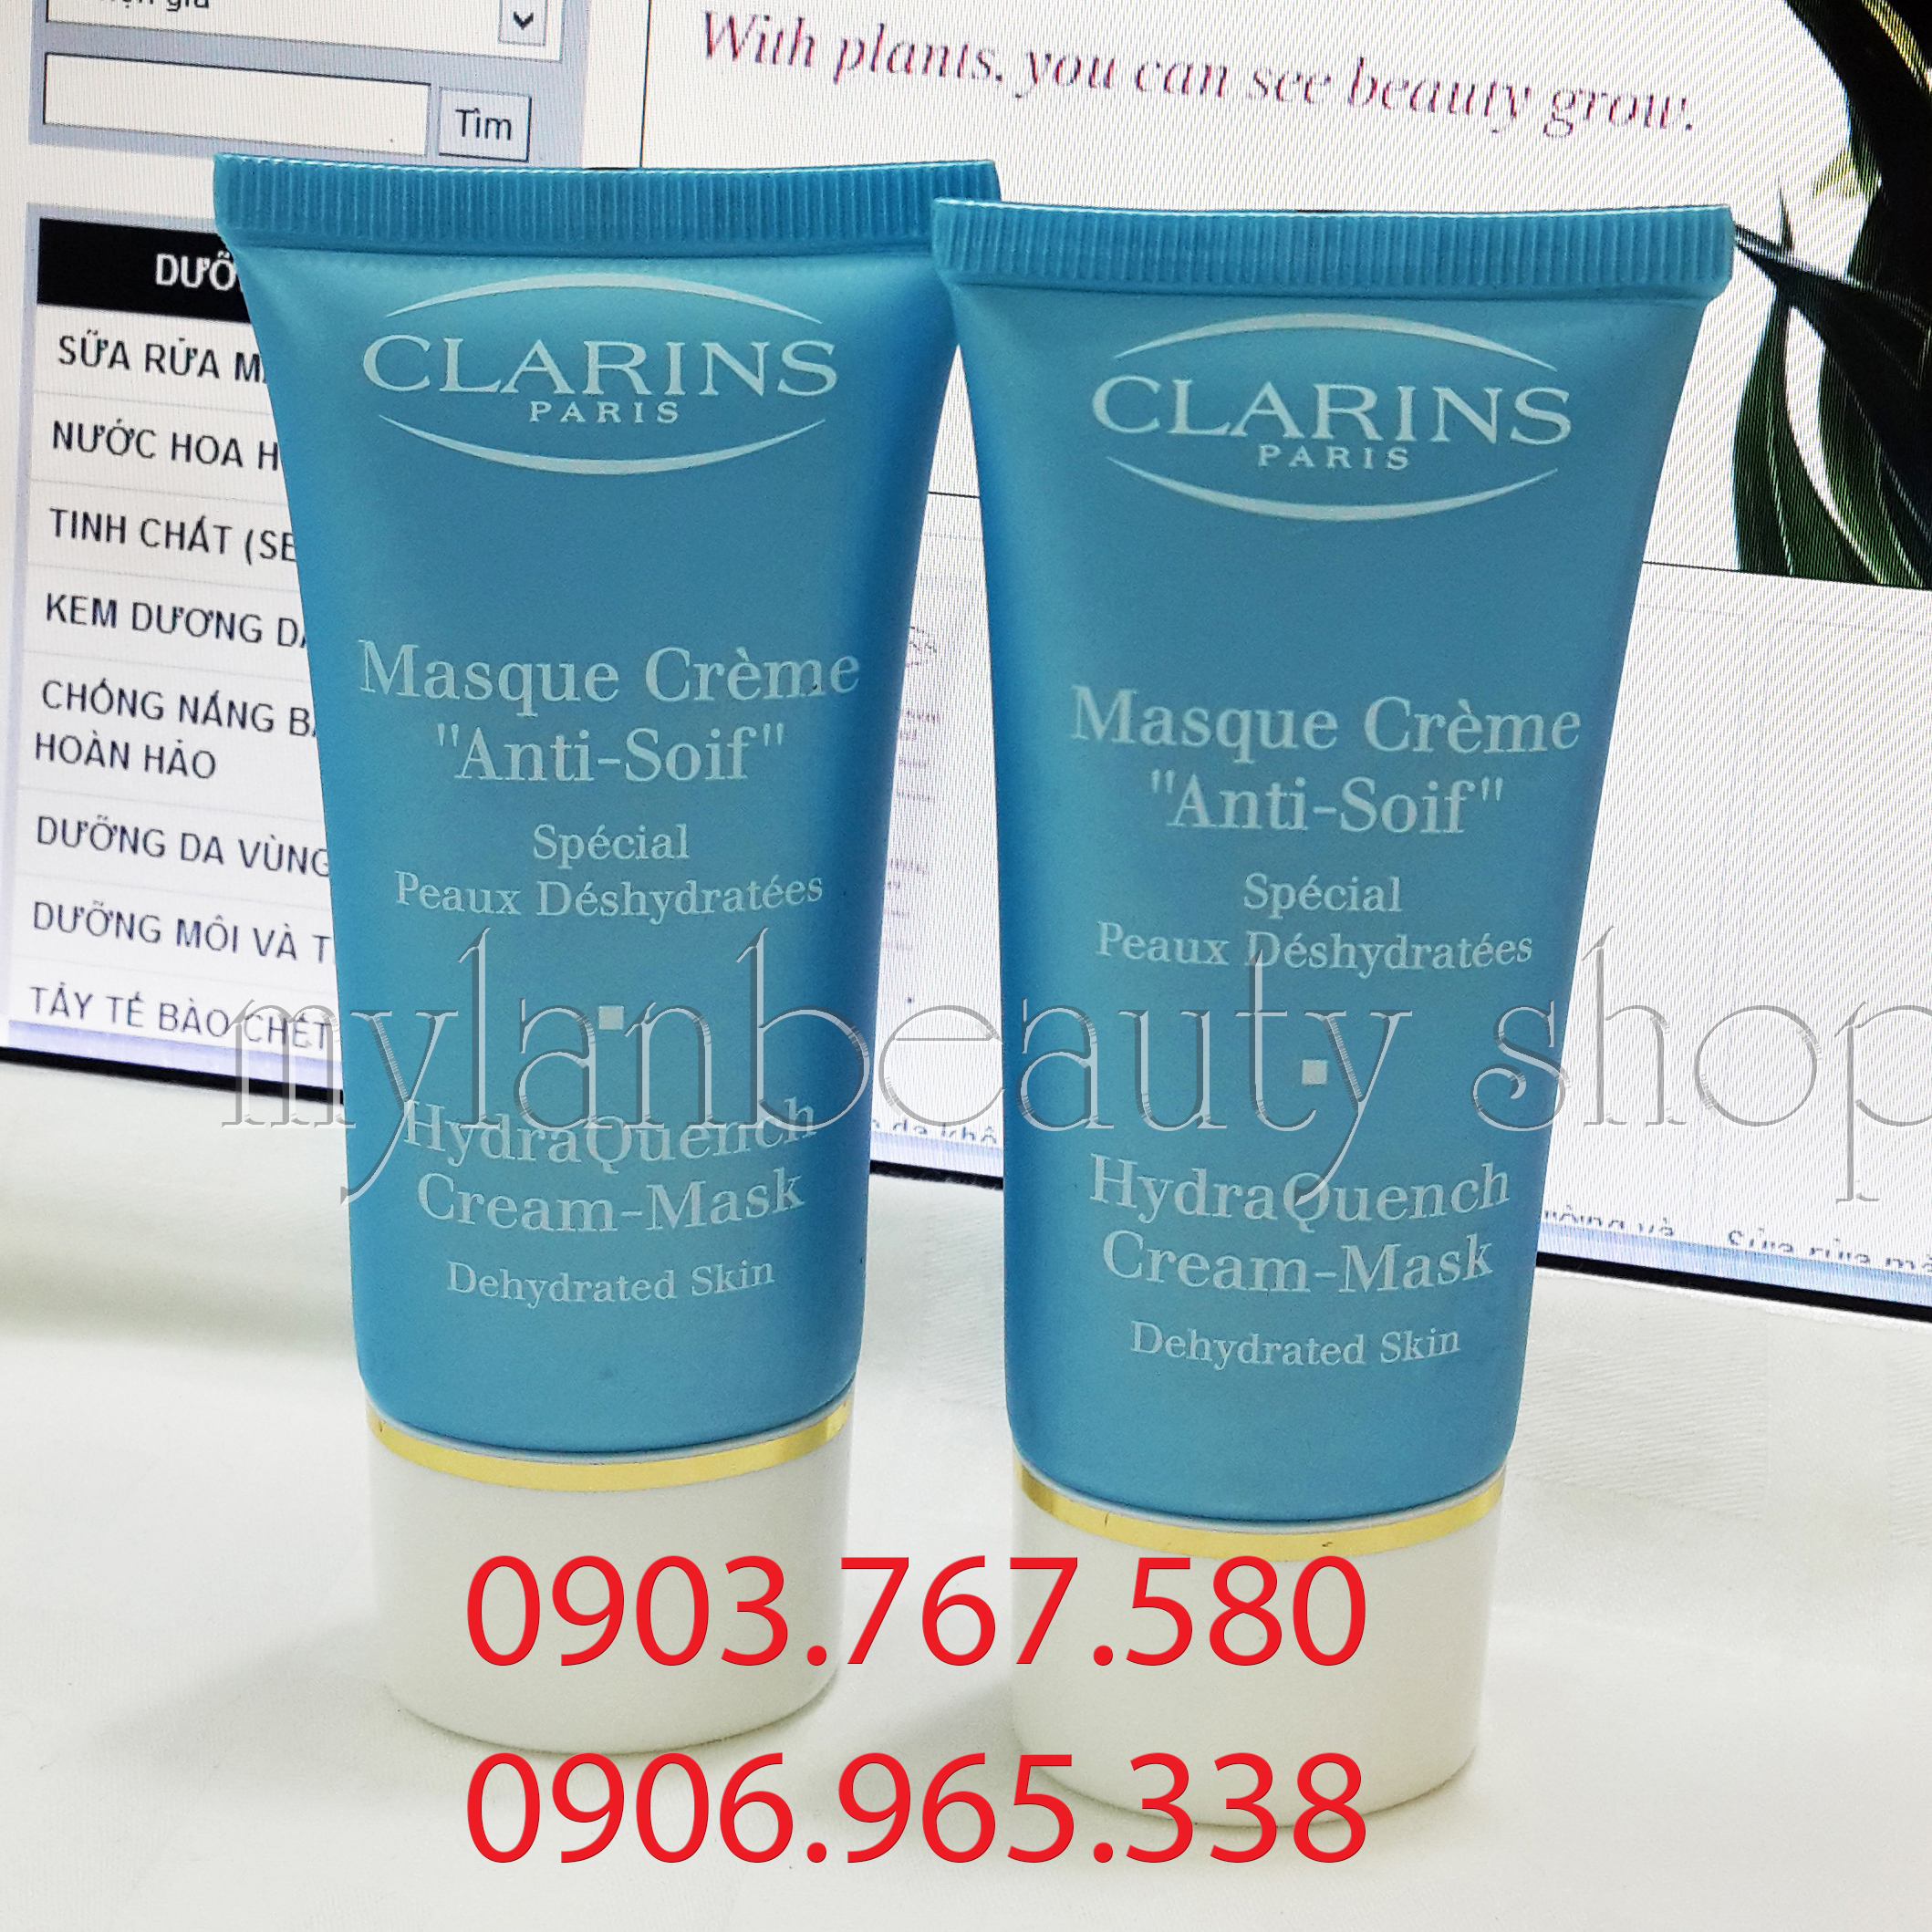 Tìm
With plants, you can see beauty grow.
SỮA RỬA
NƯỚC HOA
TINH CHẤT
KEM DƯƠNG
CHỐNG NẮNG
HOÀN HẢO
DƯỠNG DA VÙNG
DƯỠNG MÔI VÀ
TẨY TẾ BÀO CHẾT
CLARINS
PARIS
Masque Crème
"Anti-Soif"
Spécial
Peaux Déshydratées
HydraQuench
Cream-Mask
Dehydrated Skin
CLARINS
PARIS
Masque Crème
"Anti-Soif"
Spécial
Peaux Déshydratées
HydraQuench
Cream-Mask
Dehydrated Skin
mylanbeauty shop
0903.767.580
0906.965.338